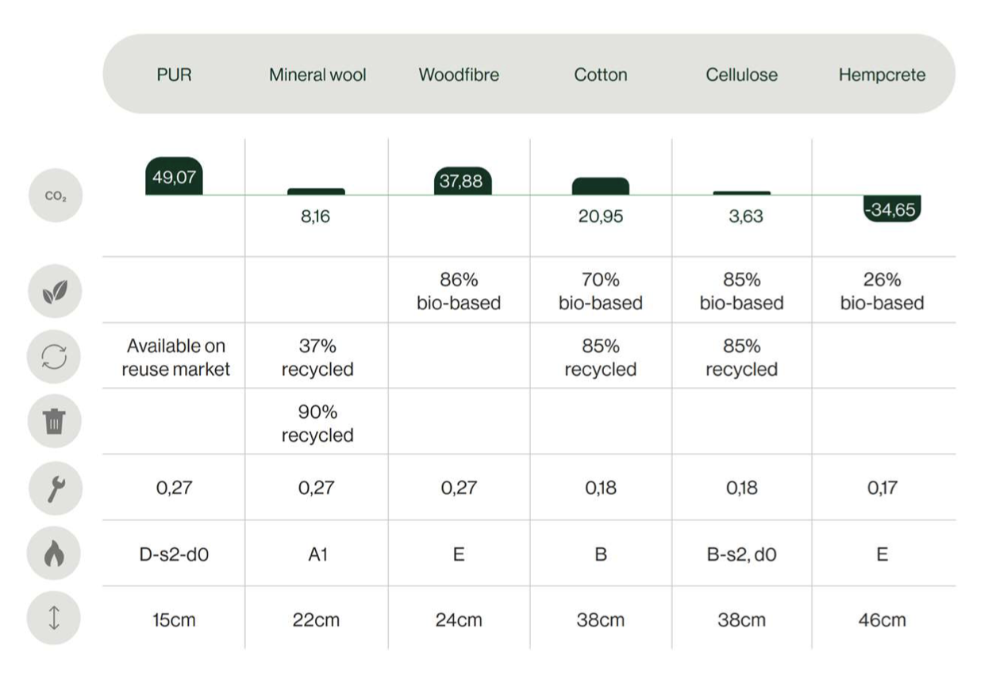 PUR Mineral wool Woodfibre Cotton Cellulose Hempcrete
CO₂ 49,07 8,16 37,88 20,95 3,63 -34,65
86% 70% 85% 26%
bio-based bio-based bio-based bio-based
Available on 37% 85% 85%
reuse market recycled recycled recycled
90%
recycled
0,27 0,27 0,27 0,18 0,18 0,17
D-s2-d0 A1 E B B-s2, d0 E
15cm 22cm 24cm 38cm 38cm 46cm